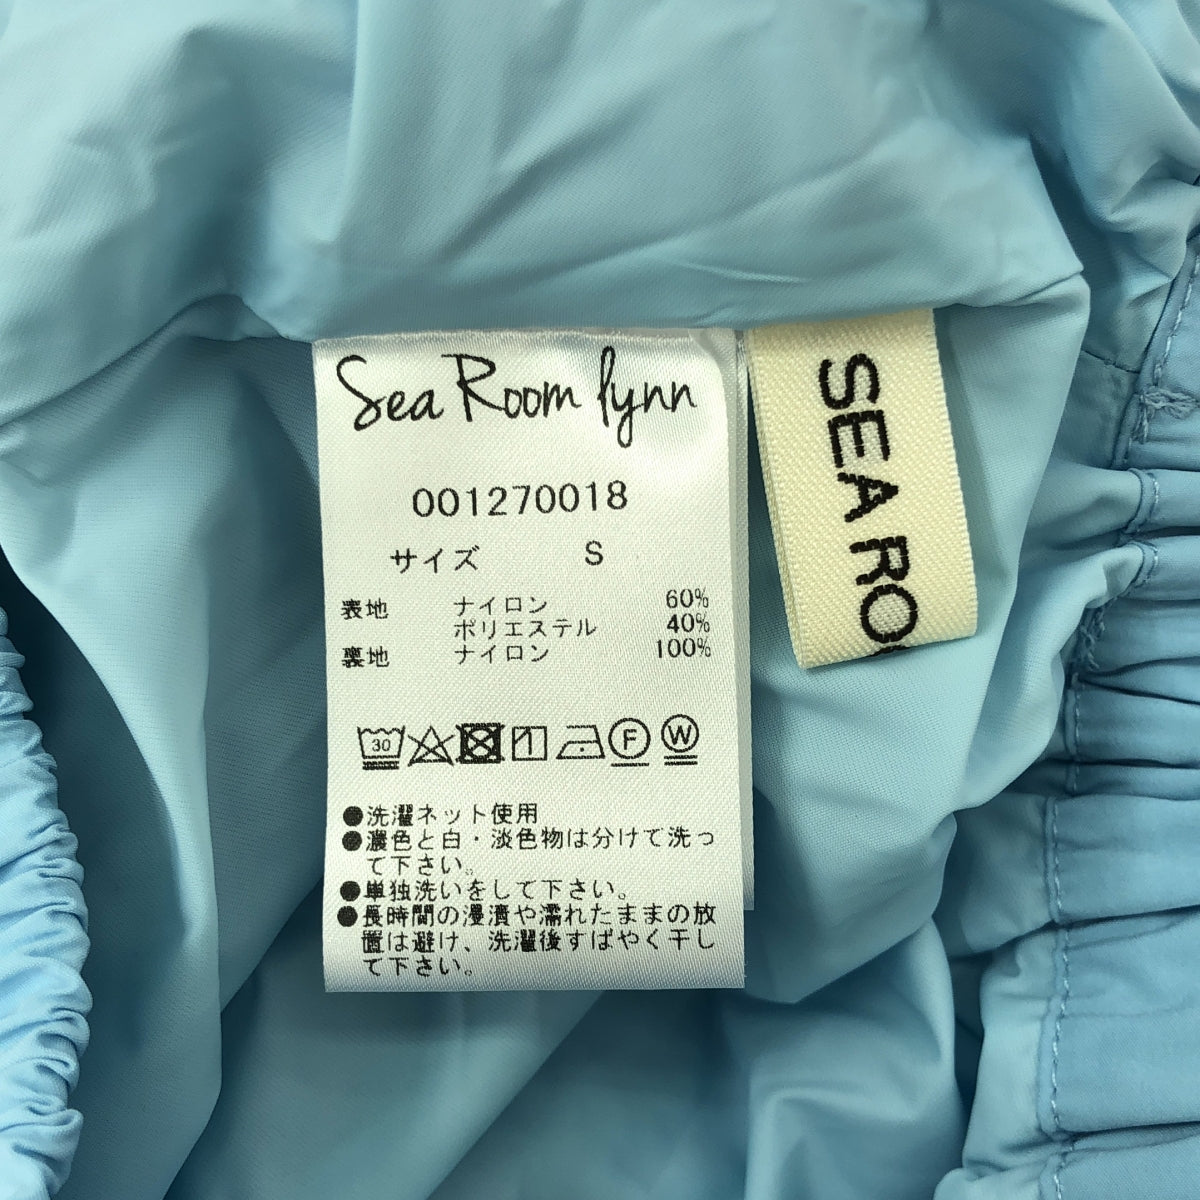 Sea Room lynn
001270018
サイズ S
表地 ナイロン 60%
ポリエステル 40%
裏地 ナイロン 100%
30 1 F W
●洗濯ネット使用
●濃色と白・淡色物は分けて洗っ
て下さい。
●単独洗いをして下さい。
●長時間の浸漬や濡れたままの放
置は避け、洗濯後すばやく干し
て下さい。
SEA RO